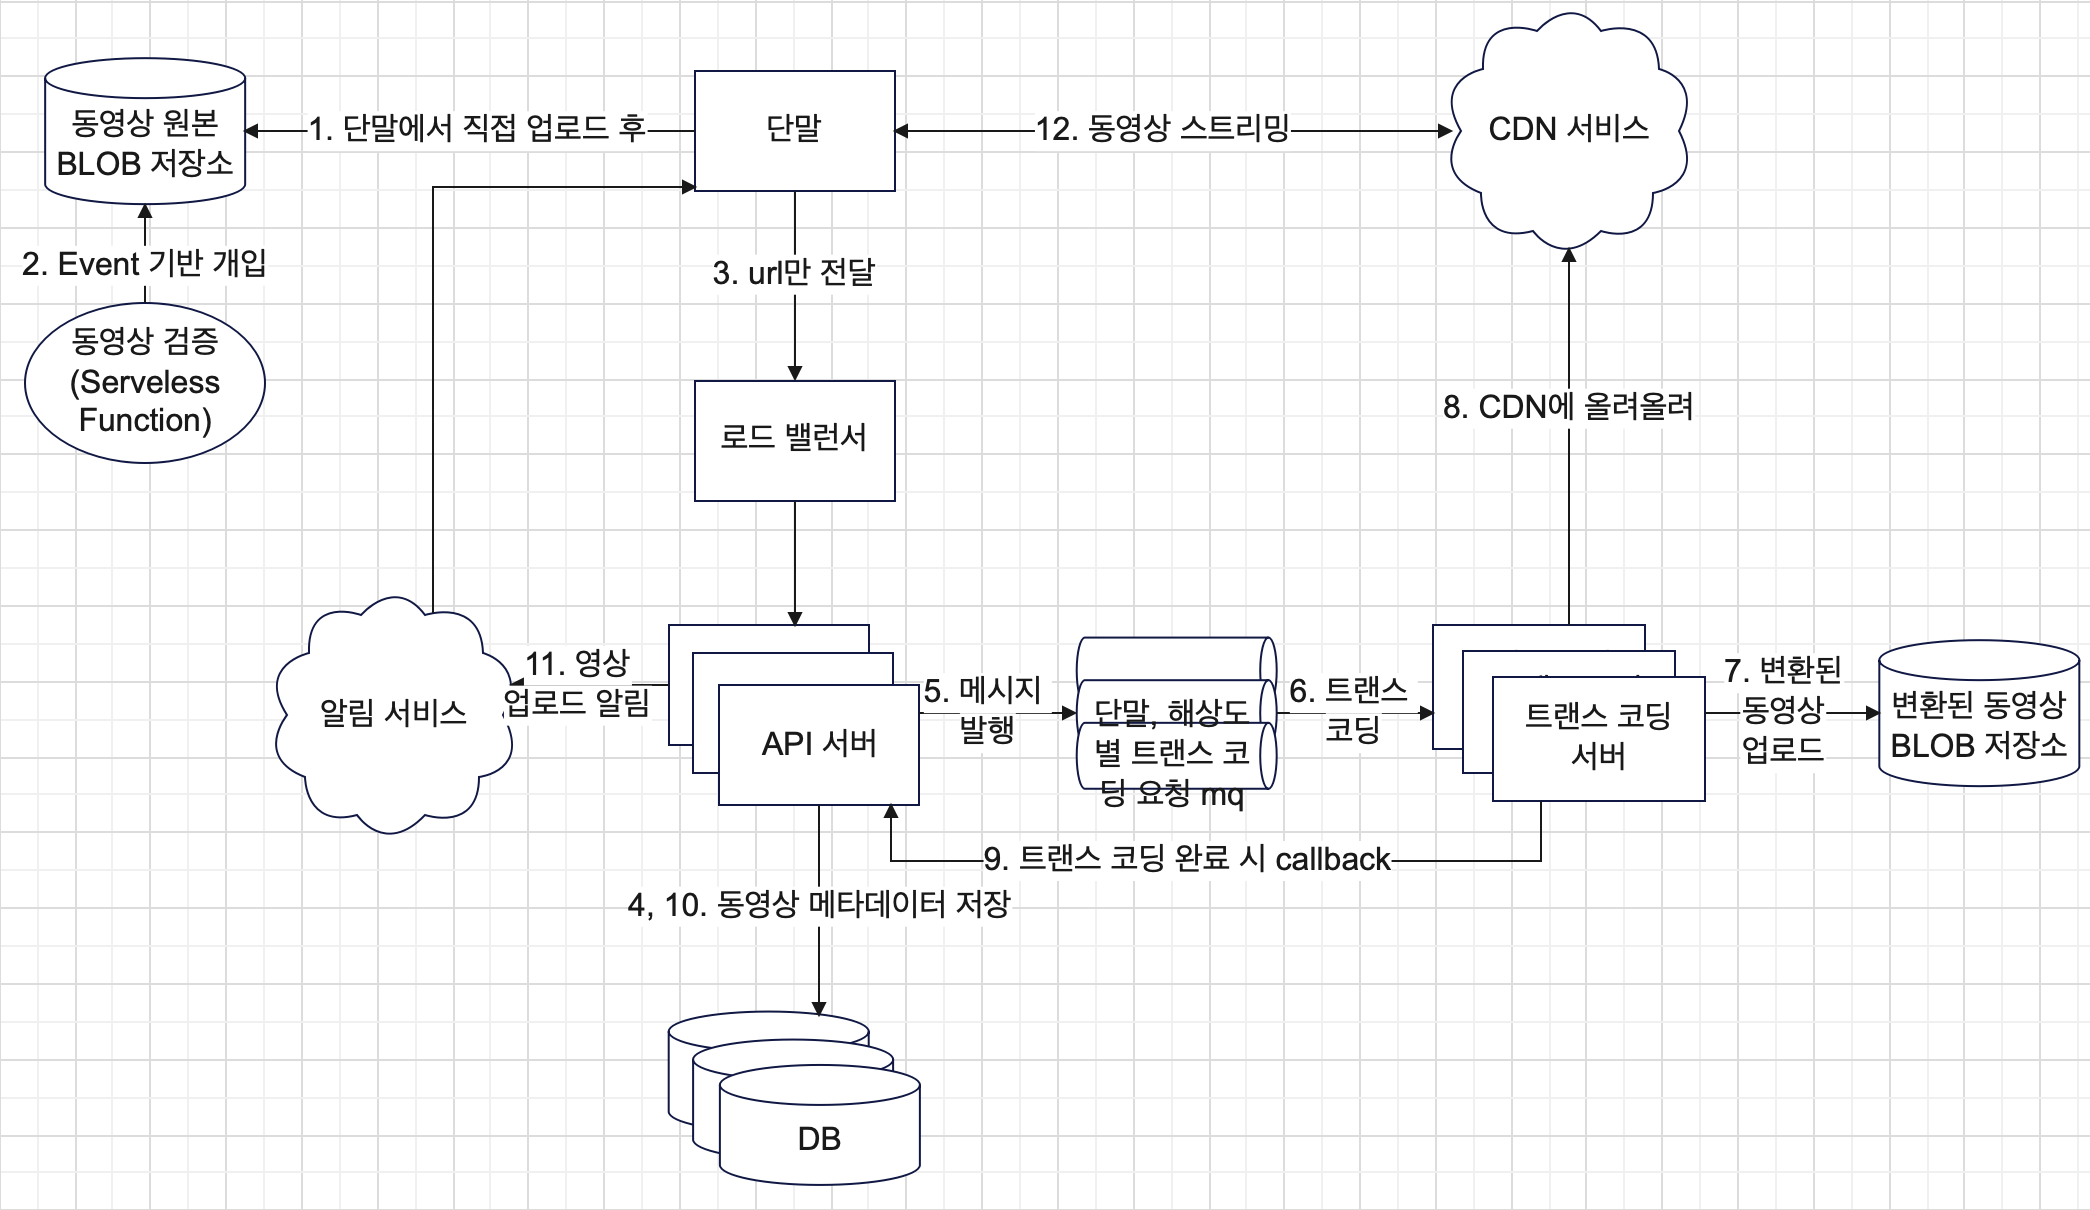 동영상 원본
BLOB 저장소
1. 단말에서 직접 업로드 후
단말
12. 동영상 스트리밍
CDN 서비스
2. Event 기반 개입
3. url만 전달
동영상 검증
(Serveless
Function)
로드 밸런서
8. CDN에 올려올려
알림 서비스
11. 영상
업로드 알림
API 서버
5. 메시지
발행
단말, 해상도
별 트랜스 코
딩 요청 mq
6. 트랜스
코딩
트랜스 코딩
서버
7. 변환된
동영상
업로드
변환된 동영상
BLOB 저장소
9. 트랜스 코딩 완료 시 callback
4, 10. 동영상 메타데이터 저장
DB